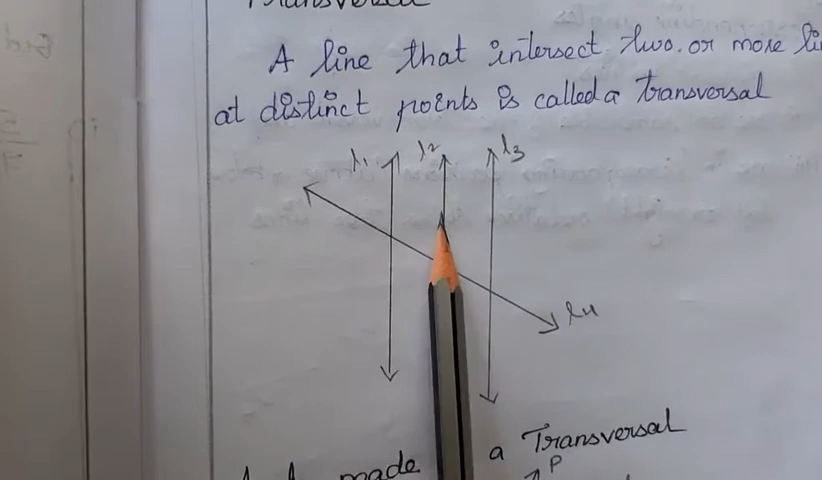 Transversal
A line that intersect two. or more li
at distinct points is called a transversal
l1 l2 l3
l4
made a Transversal
P